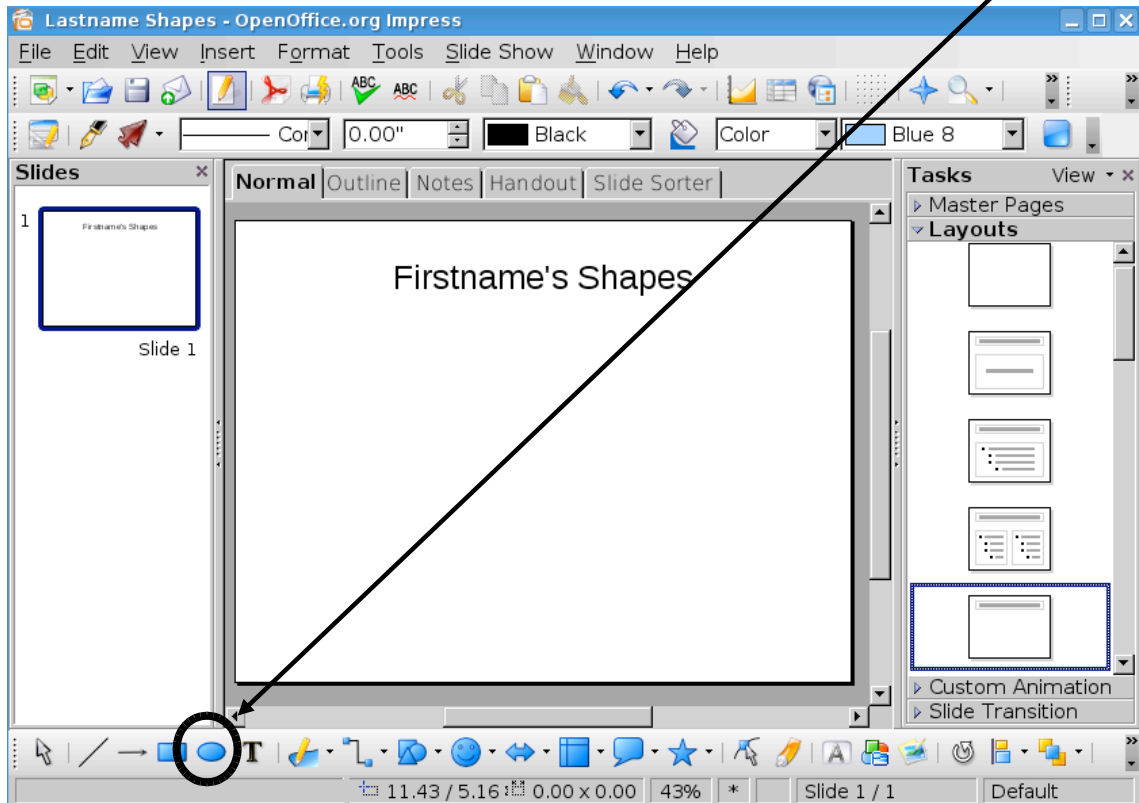 Lastname Shapes - OpenOffice.org Impress
File Edit View Insert Format Tools Slide Show Window Help
ABC ABC
Cor 0.00" Black Color Blue 8
Slides
Normal Outline Notes Handout Slide Sorter
Tasks View
Master Pages
Layouts
1
Firstname's Shapes
Slide 1
Firstname's Shapes
Custom Animation
Slide Transition
T A
11.43 / 5.16 0.00 x 0.00 43% * Slide 1 / 1 Default